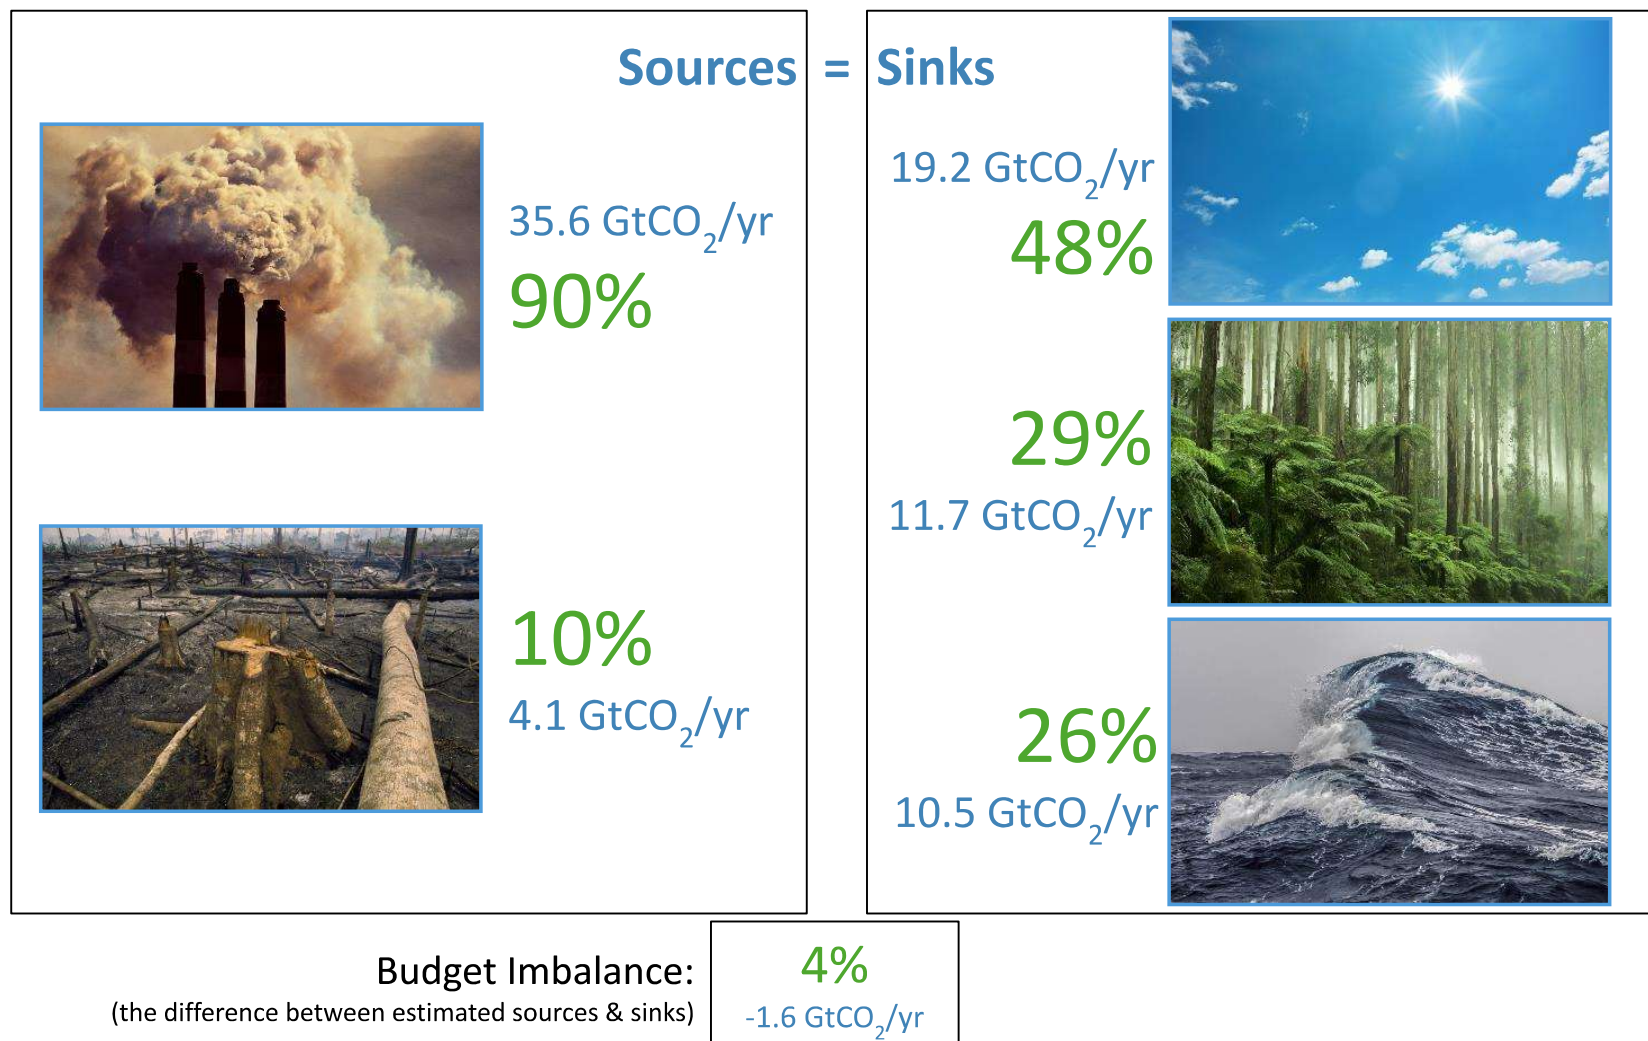 Sources = Sinks
35.6 GtCO₂/yr
90%
10%
4.1 GtCO₂/yr
19.2 GtCO₂/yr
48%
29%
11.7 GtCO₂/yr
26%
10.5 GtCO₂/yr
Budget Imbalance:
(the difference between estimated sources & sinks)
4%
-1.6 GtCO₂/yr